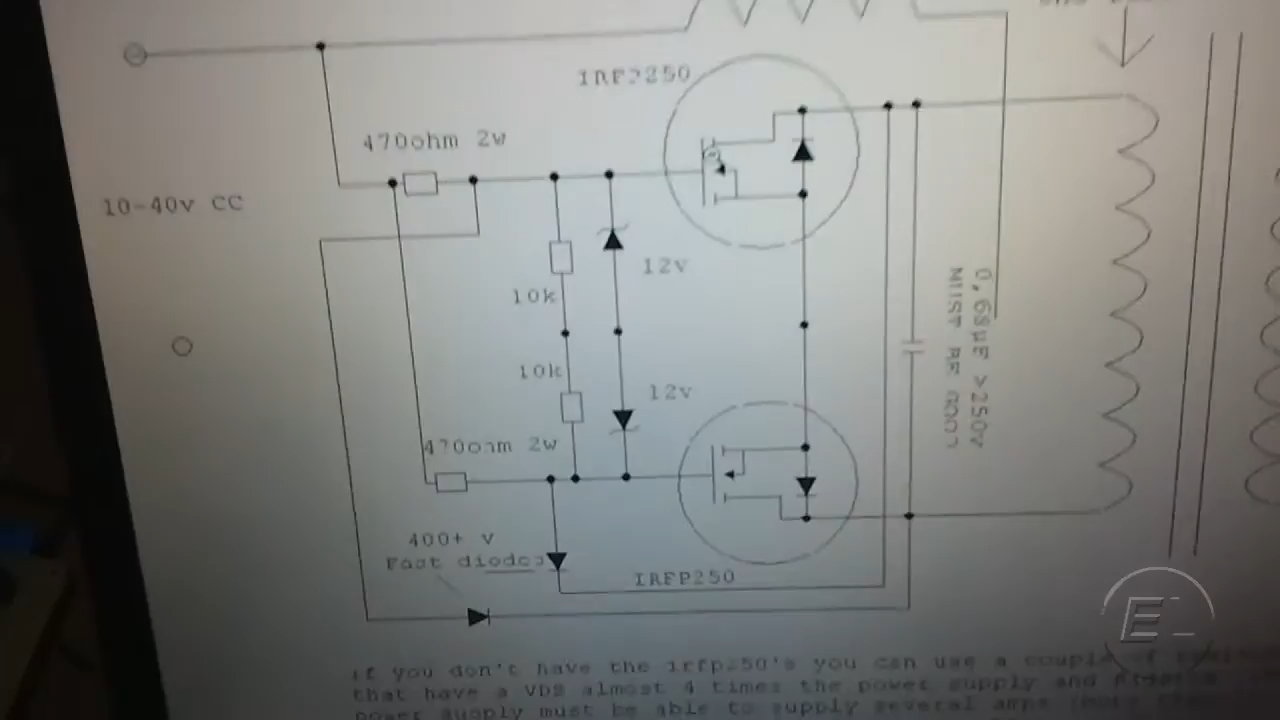 IRFP250
470ohm 2w
10-40v CC
12v
10k
0,68uF >250v
MUST BE GOOD
10k
12v
470ohm 2w
400+ v
Fast diodes
IRFP250
if you don't have the irfp250's you can use a couple of
that have a VDS almost 4 times the power supply and
power supply must be able to supply several amps